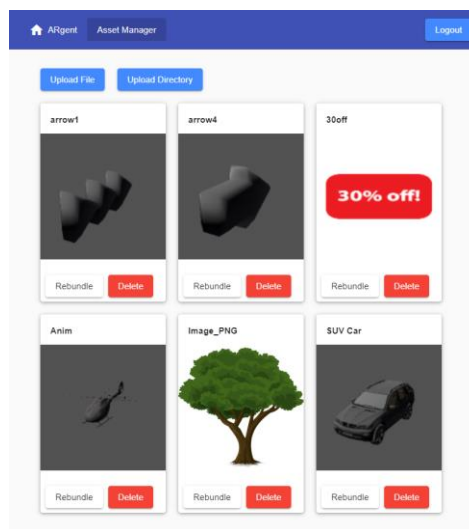 ARgent Asset Manager Logout
Upload File Upload Directory
arrow1 arrow4 30off
30% off!
Rebundle Delete Rebundle Delete Rebundle Delete
Anim Image_PNG SUV Car
Rebundle Delete Rebundle Delete Rebundle Delete